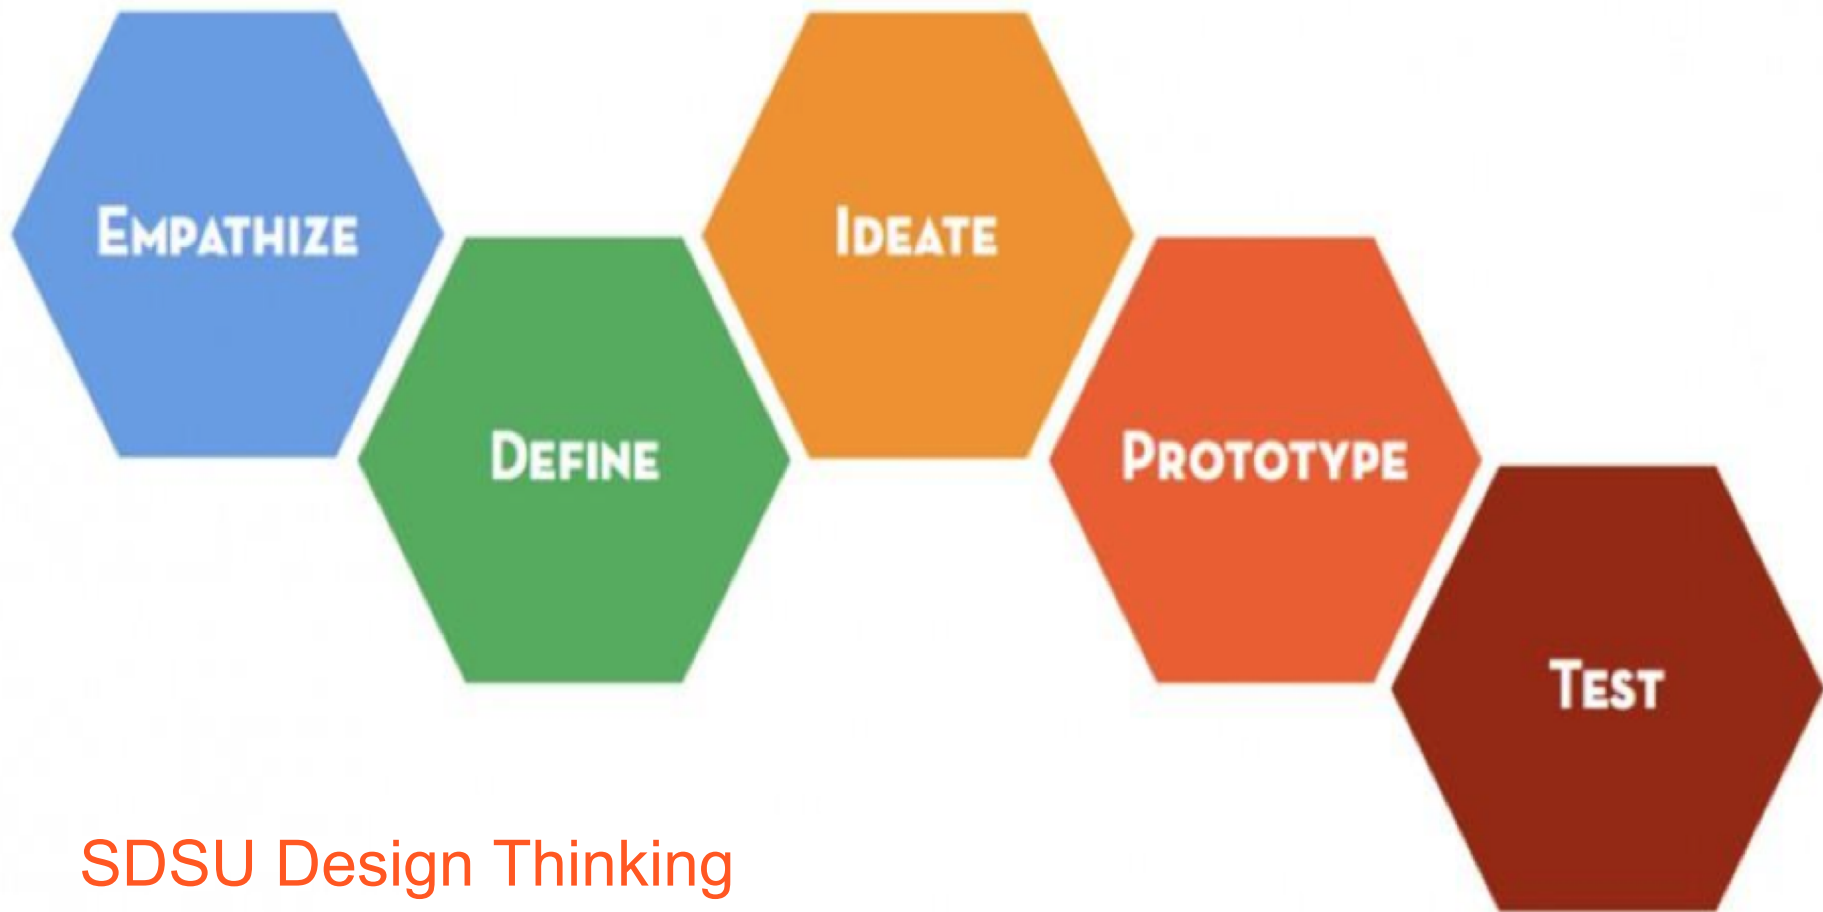 EMPATHIZE
DEFINE
IDEATE
PROTOTYPE
TEST
SDSU Design Thinking